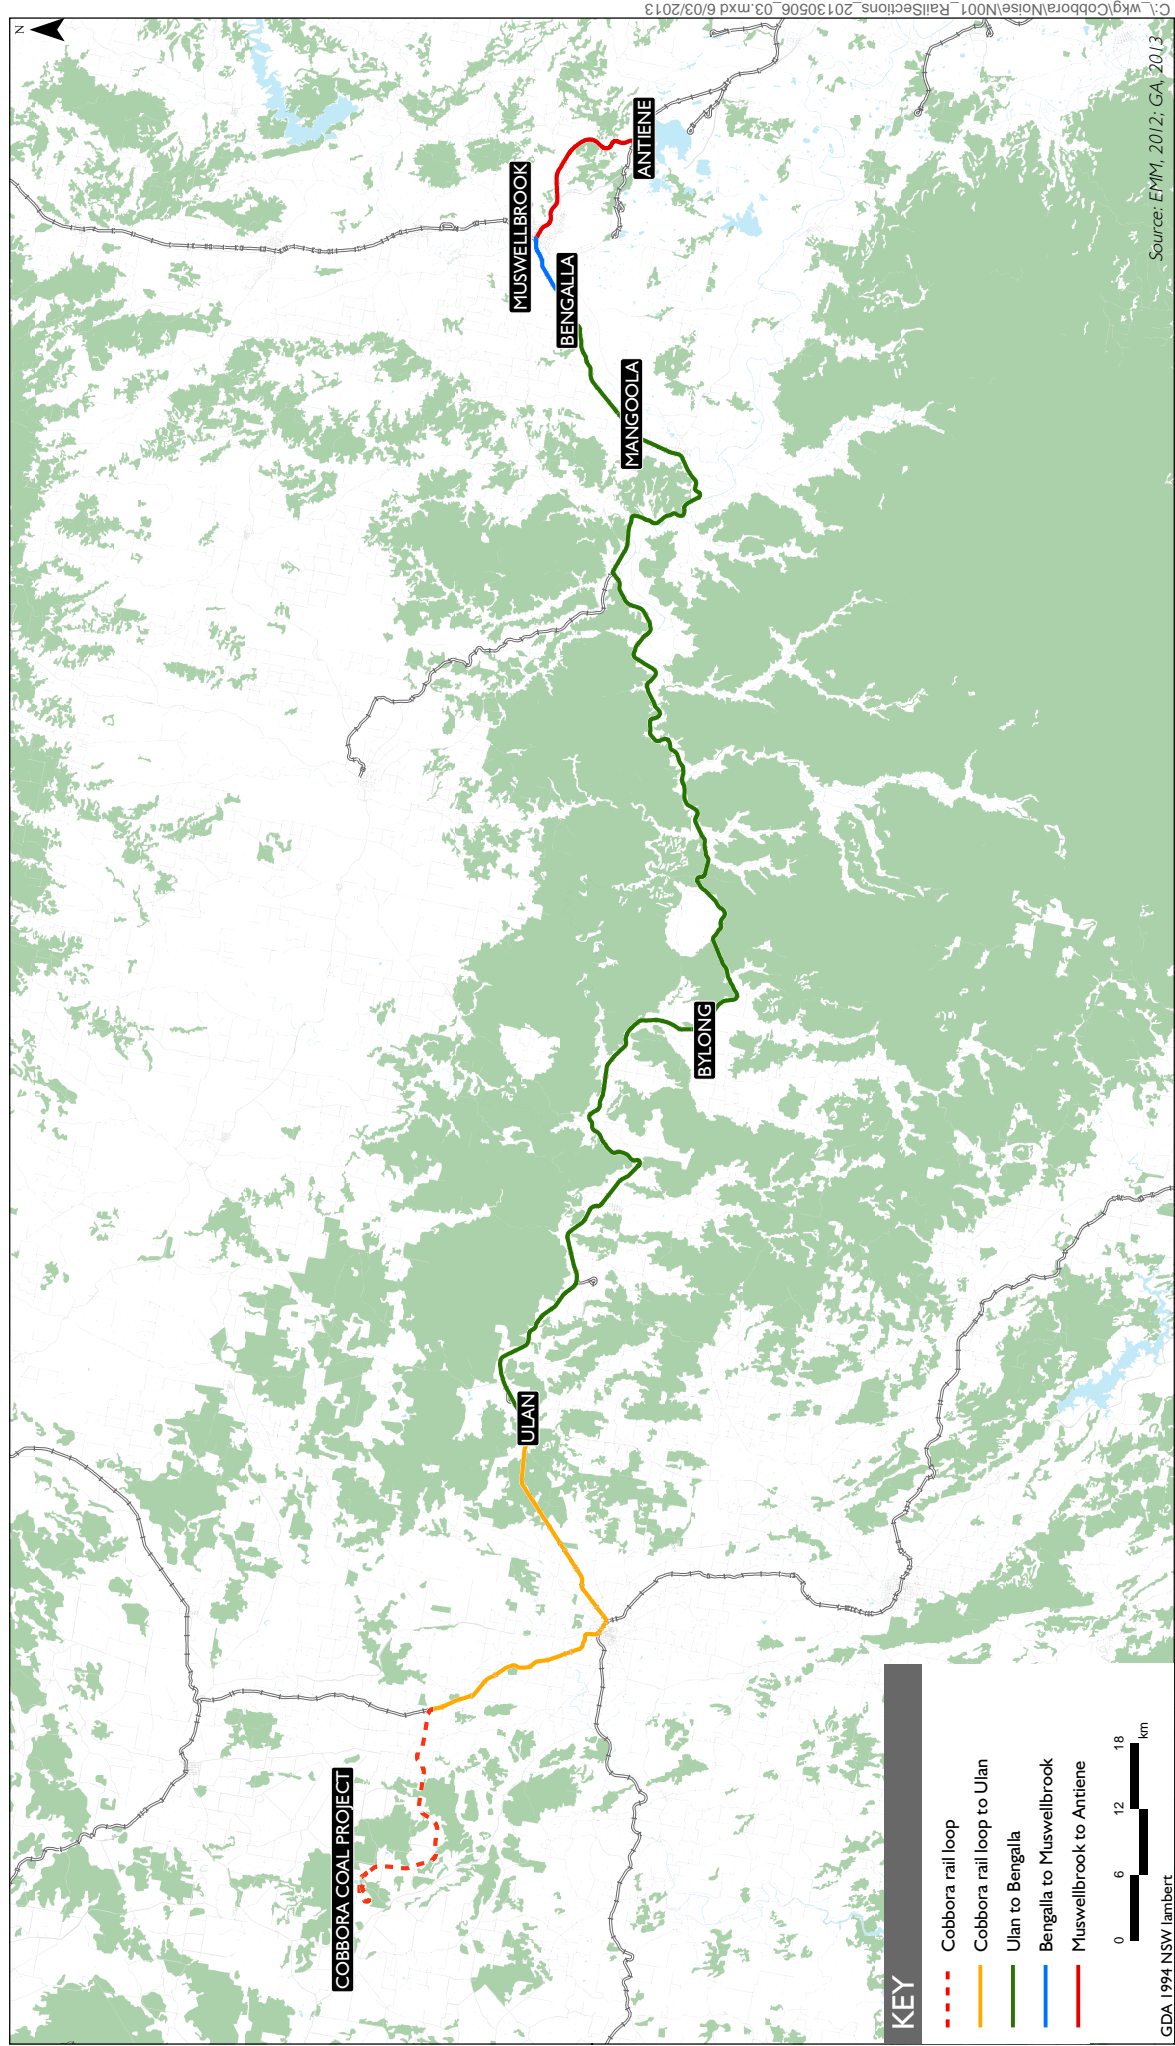 C:\_wkg\Cobbora\Noise\N001_RailSections_20130506_03.mxd 6/03/2013
N
COBBORA COAL PROJECT
ULAN
BYLONG
MANGOOLA
BENGALLA
MUSWELLBROOK
ANTIENE
KEY
Cobbora rail loop
Cobbora rail loop to Ulan
Ulan to Bengalla
Bengalla to Muswellbrook
Muswellbrook to Antiene
0 6 12 18
km
GDA 1994 NSW lambert
Source: EMM, 2012; GA, 2013